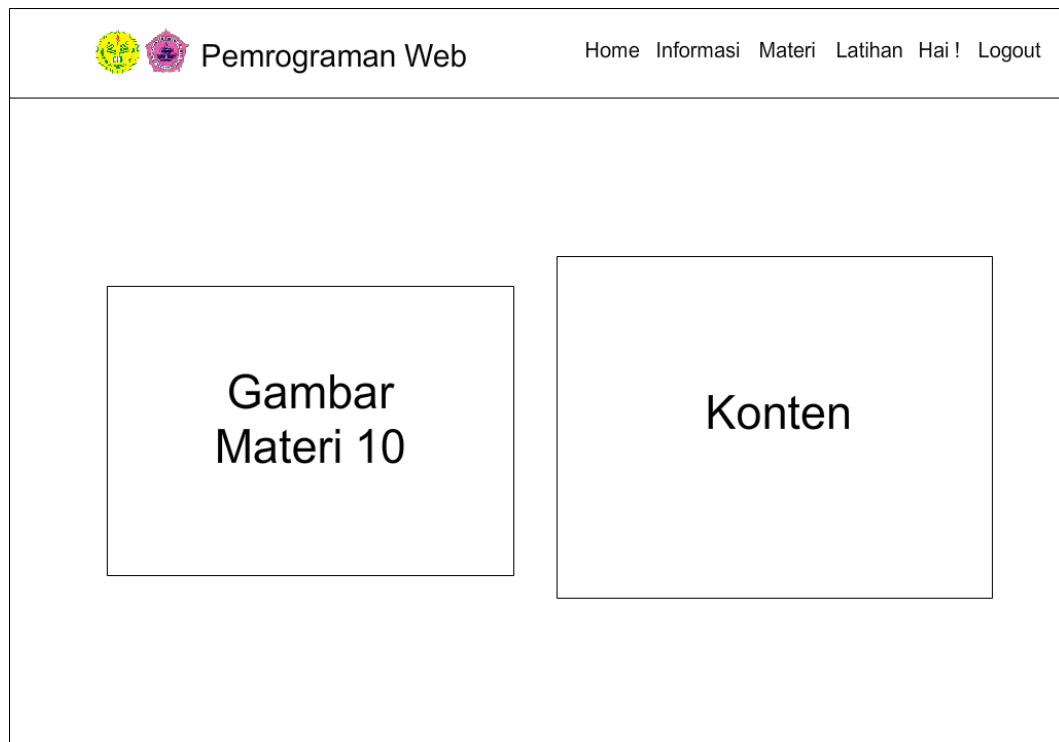 Pemrograman Web
Home Informasi Materi Latihan Hai ! Logout
Gambar
Materi 10
Konten